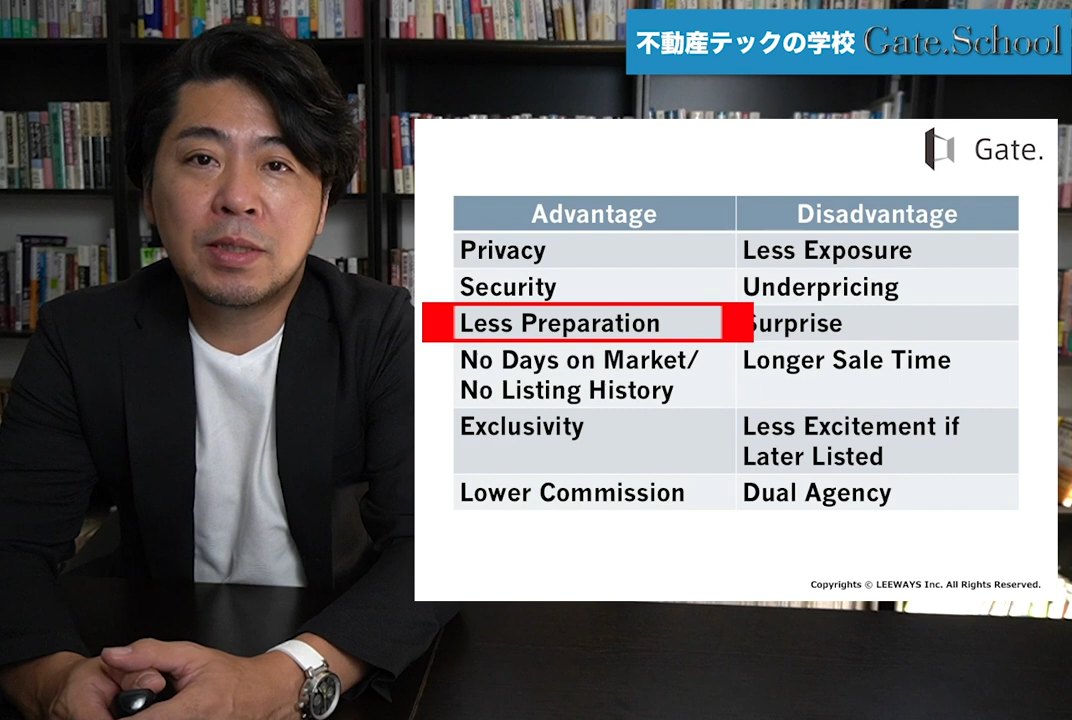 不動産テックの学校 Gate.School
Gate.
Advantage Disadvantage
Privacy Less Exposure
Security Underpricing
Less Preparation Surprise
No Days on Market/ Longer Sale Time
No Listing History
Exclusivity Less Excitement if
Later Listed
Lower Commission Dual Agency
Copyrights © LEEWAYS Inc. All Rights Reserved.